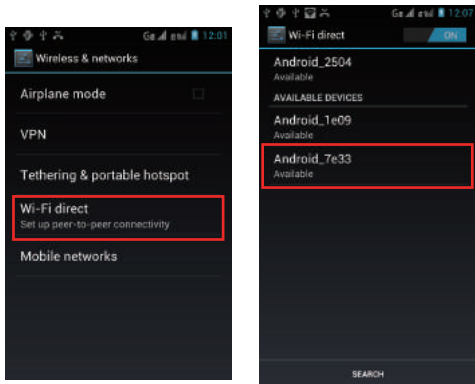 12:01
Wireless & networks
Airplane mode
VPN
Tethering & portable hotspot
Wi-Fi direct
Set up peer-to-peer connectivity
Mobile networks
12:07
Wi-Fi direct
ON
Android_2504
Available
AVAILABLE DEVICES
Android_1e09
Available
Android_7e33
Available
SEARCH